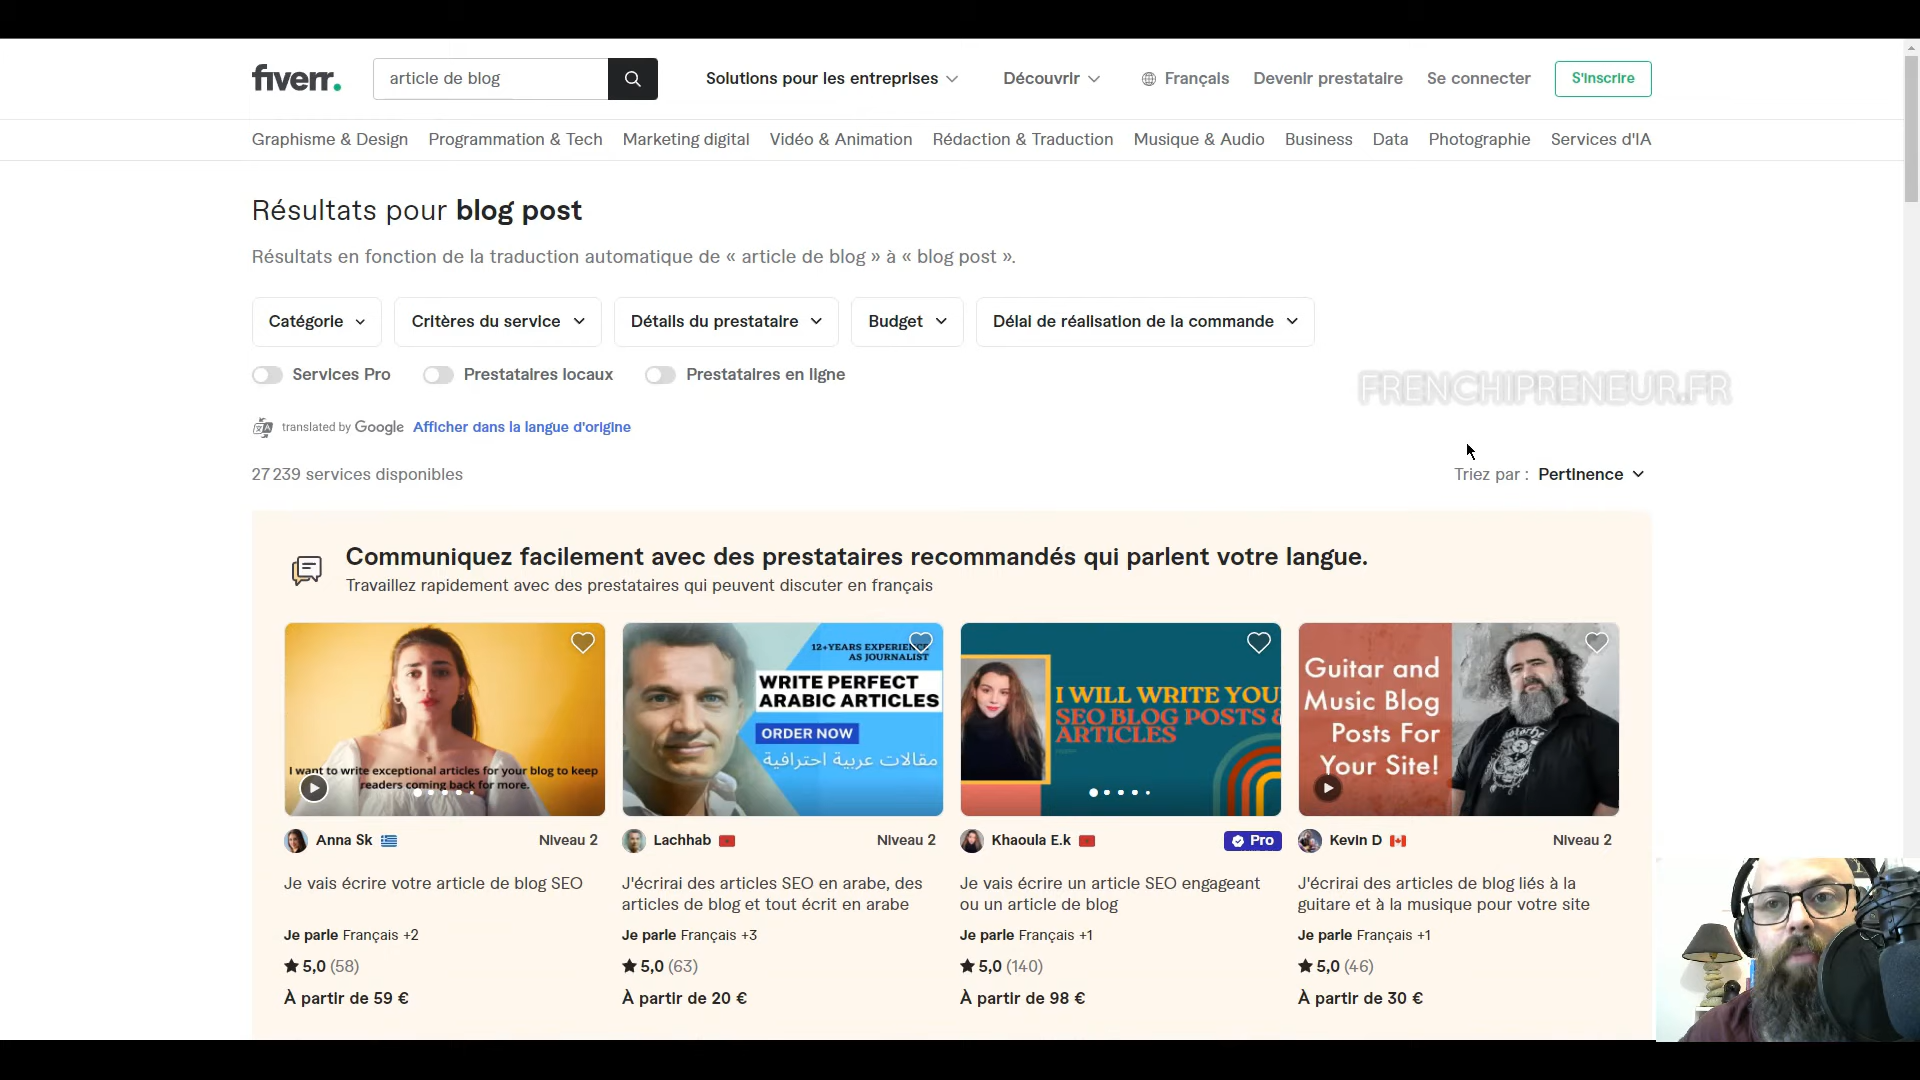 fiverr.
article de blog
Solutions pour les entreprises
Découvrir
Français
Devenir prestataire
Se connecter
S'inscrire
Graphisme & Design
Programmation & Tech
Marketing digital
Vidéo & Animation
Rédaction & Traduction
Musique & Audio
Business
Data
Photographie
Services d'IA
Résultats pour blog post
Résultats en fonction de la traduction automatique de « article de blog » à « blog post ».
Catégorie
Critères du service
Détails du prestataire
Budget
Délai de réalisation de la commande
Services Pro
Prestataires locaux
Prestataires en ligne
FRENCHIPRENEUR.FR
translated by Google
Afficher dans la langue d'origine
27 239 services disponibles
Triez par : Pertinence
Communiquez facilement avec des prestataires recommandés qui parlent votre langue.
Travaillez rapidement avec des prestataires qui peuvent discuter en français
I want to write exceptional articles for your blog to keep
readers coming back for more.
12+YEARS EXPERIENCE
AS JOURNALIST
WRITE PERFECT
ARABIC ARTICLES
ORDER NOW
مقالات عربية احترافية
I WILL WRITE YOU
SEO BLOG POSTS &
ARTICLES
Guitar and
Music Blog
Posts For
Your Site!
Anna Sk
Niveau 2
Lachhab
Niveau 2
Khaoula E.k
Pro
Kevin D
Niveau 2
Je vais écrire votre article de blog SEO
J'écrirai des articles SEO en arabe, des
articles de blog et tout écrit en arabe
Je vais écrire un article SEO engageant
ou un article de blog
J'écrirai des articles de blog liés à la
guitare et à la musique pour votre site
Je parle Français +2
Je parle Français +3
Je parle Français +1
Je parle Français +1
5,0 (58)
5,0 (63)
5,0 (140)
5,0 (46)
À partir de 59 €
À partir de 20 €
À partir de 98 €
À partir de 30 €